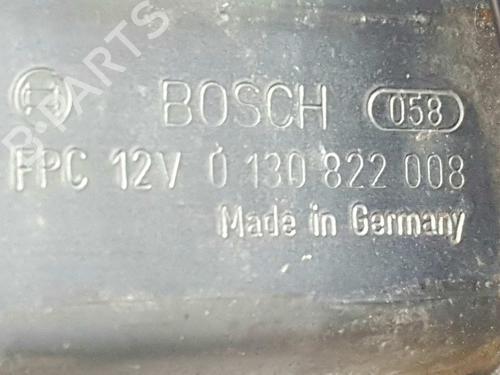 B-PARTS
BOSCH 058
FPC 12V 0 130 822 008
Made in Germany